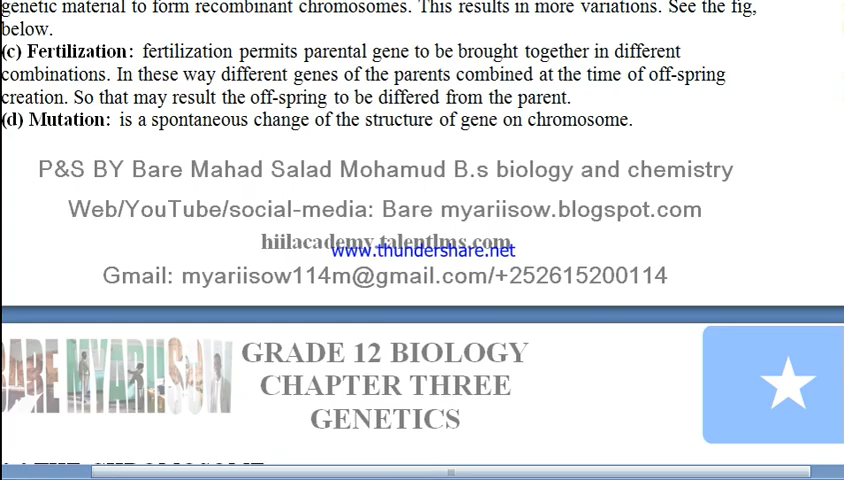 genetic material to form recombinant chromosomes. This results in more variations. See the fig,
below.
(c) Fertilization: fertilization permits parental gene to be brought together in different
combinations. In these way different genes of the parents combined at the time of off-spring
creation. So that may result the off-spring to be differed from the parent.
(d) Mutation: is a spontaneous change of the structure of gene on chromosome.
P&S BY Bare Mahad Salad Mohamud B.s biology and chemistry
Web/YouTube/social-media: Bare myariisow.blogspot.com
hiilacademy.talentlms.com
www.thundershare.net
Gmail: myariisow114m@gmail.com/+252615200114
BARE MYARIISOW
GRADE 12 BIOLOGY
CHAPTER THREE
GENETICS